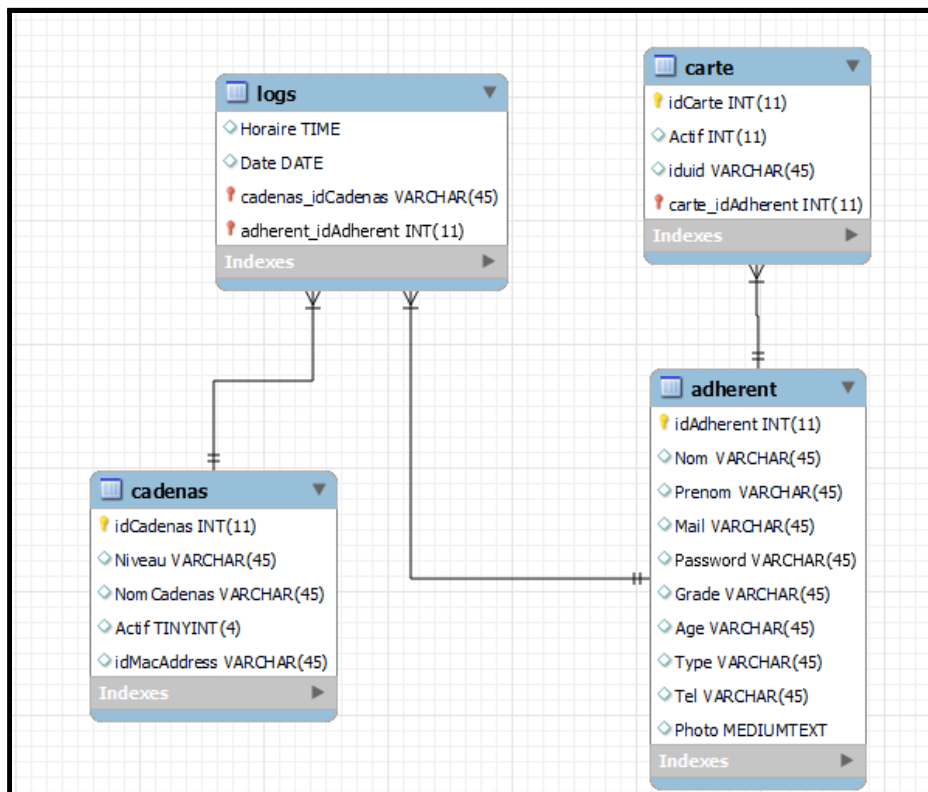 logs
Horaire TIME
Date DATE
cadenas_idCadenas VARCHAR(45)
adherent_idAdherent INT(11)
Indexes
carte
idCarte INT(11)
Actif INT(11)
iduid VARCHAR(45)
carte_idAdherent INT(11)
Indexes
cadenas
idCadenas INT(11)
Niveau VARCHAR(45)
Nom Cadenas VARCHAR(45)
Actif TINYINT(4)
idMacAddress VARCHAR(45)
Indexes
adherent
idAdherent INT(11)
Nom VARCHAR(45)
Prenom VARCHAR(45)
Mail VARCHAR(45)
Password VARCHAR(45)
Grade VARCHAR(45)
Age VARCHAR(45)
Type VARCHAR(45)
Tel VARCHAR(45)
Photo MEDIUMTEXT
Indexes